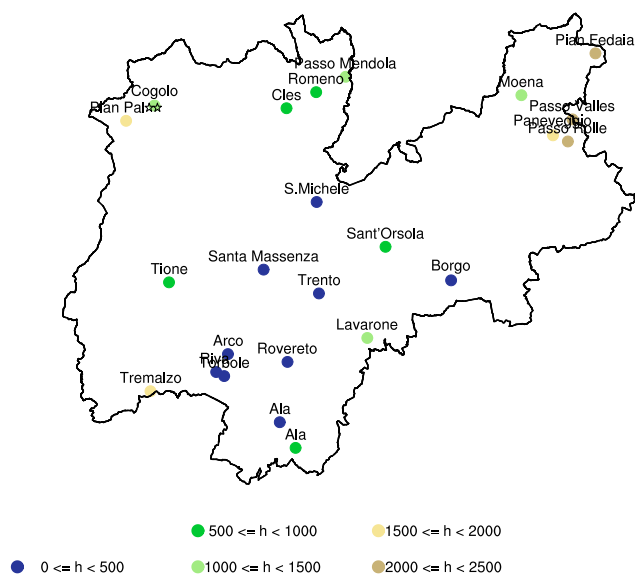 Pian Fedaia
Passo Mendola
Romeno
Cogolo
Cles
Moena
Pian Pal☆☆
Passo Valles
Paneveggio
Passo Rolle
S.Michele
Sant'Orsola
Santa Massenza
Tione
Trento
Borgo
Lavarone
Arco
Riva
Torbole
Rovereto
Tremalzo
Ala
Ala
500 <= h < 1000
1500 <= h < 2000
0 <= h < 500
1000 <= h < 1500
2000 <= h < 2500